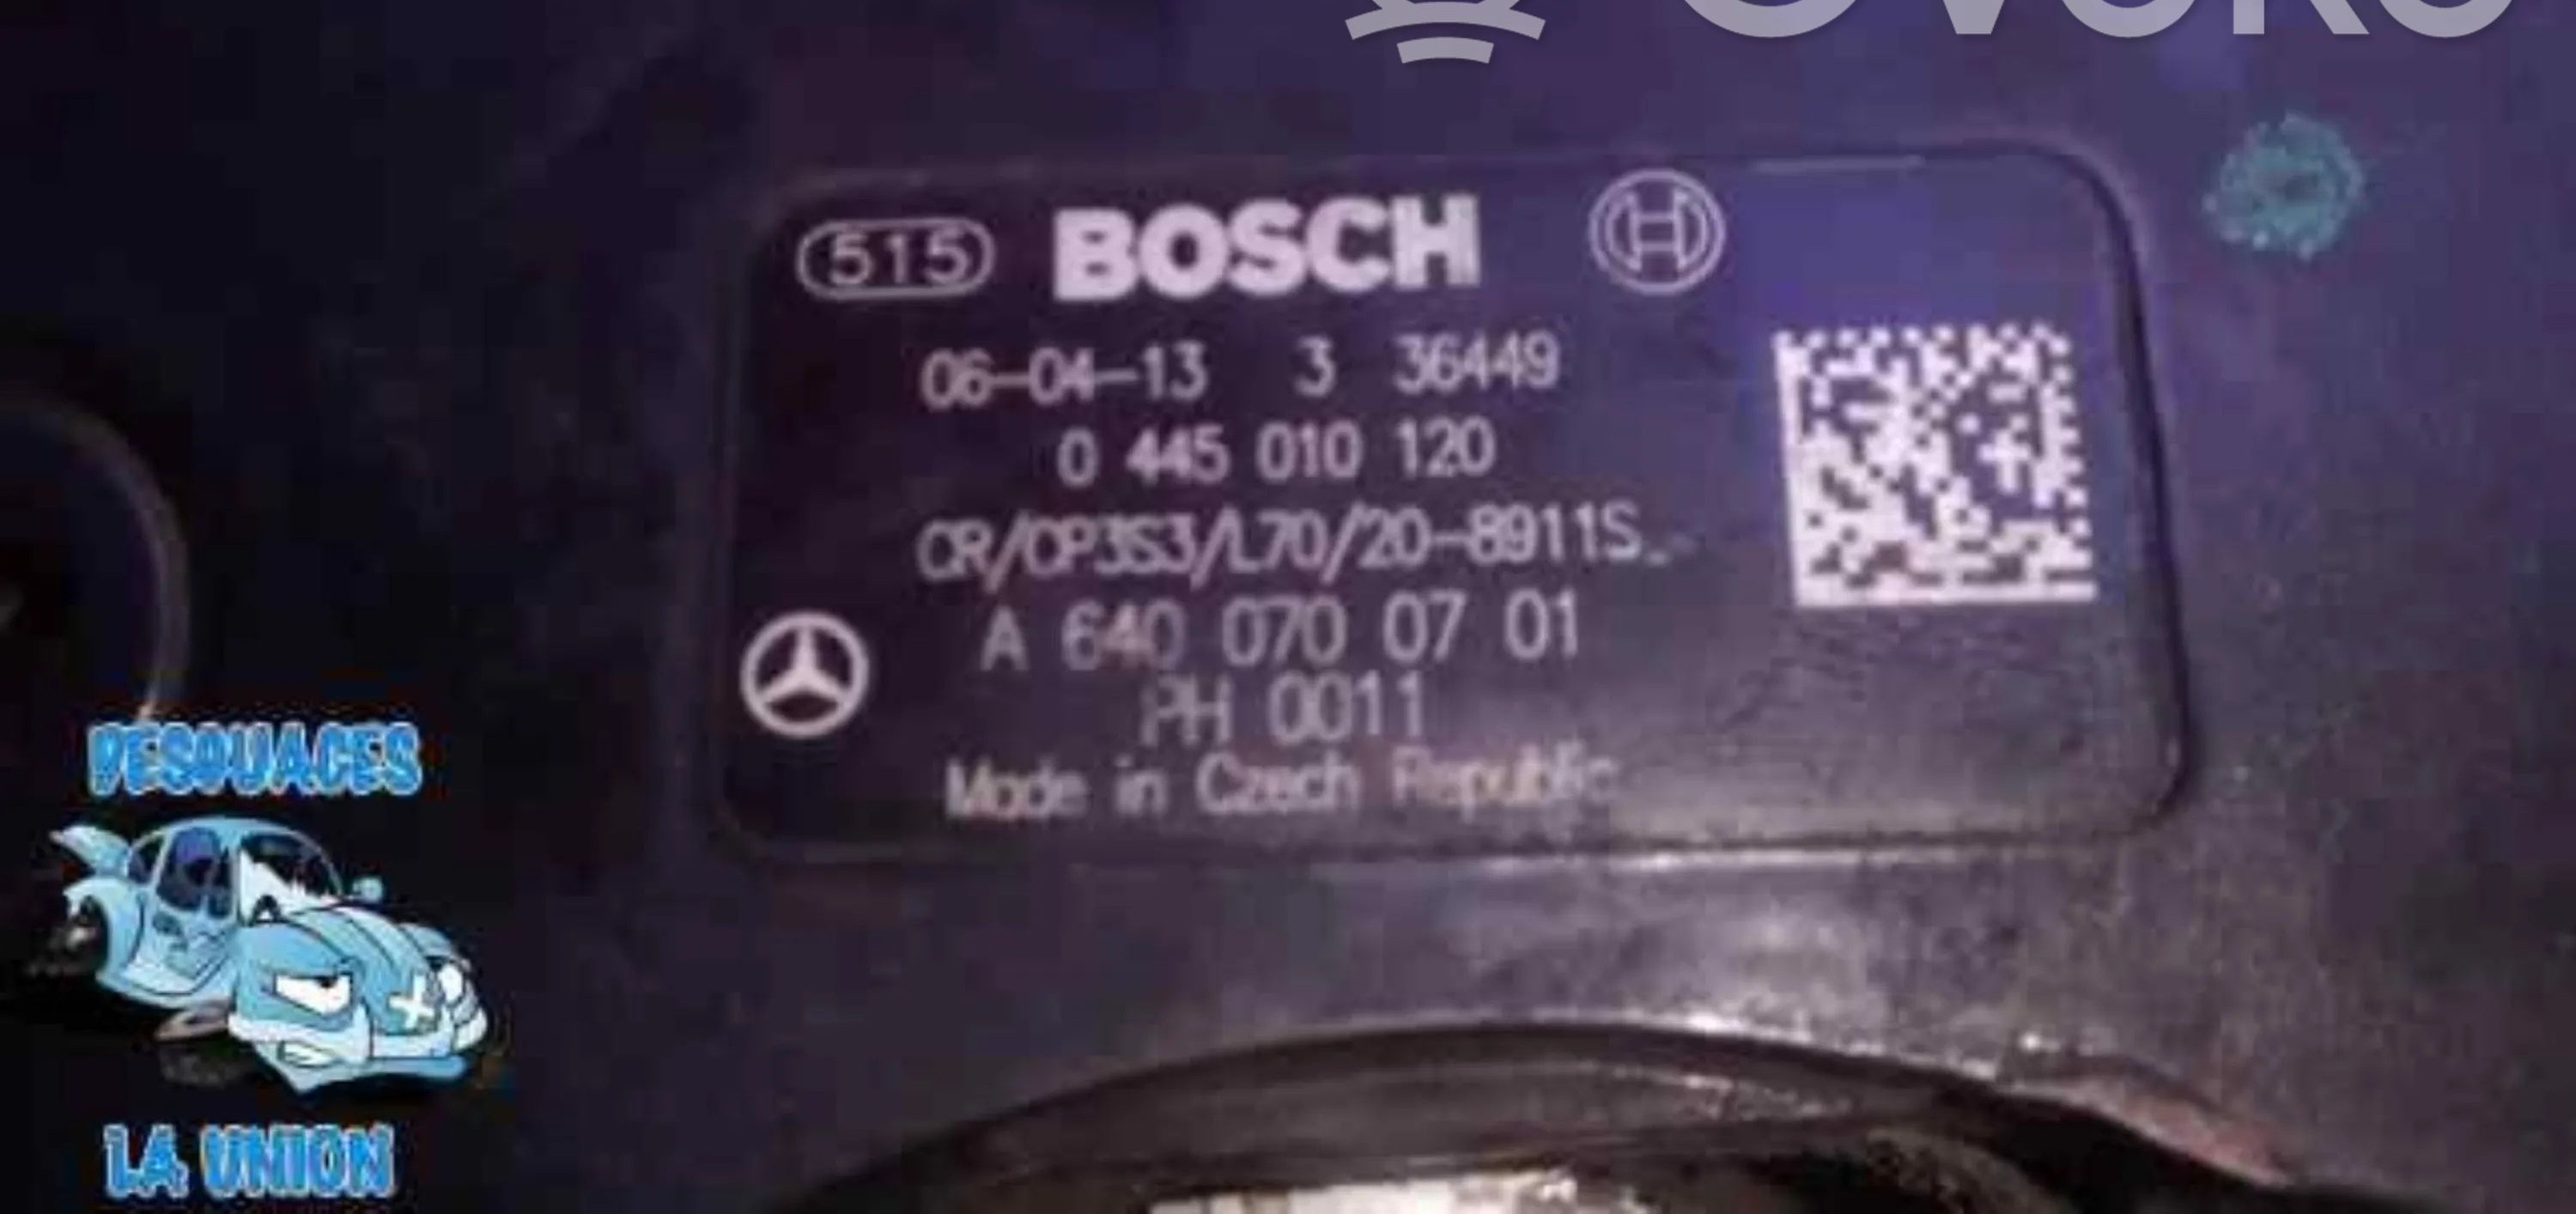 515 BOSCH
06-04-13 3 36449
0 445 010 120
CR/CP3S3/L70/20-8911S
A 640 070 07 01
PH 0011
Made in Czech Republic
DESGUACES
LA UNION